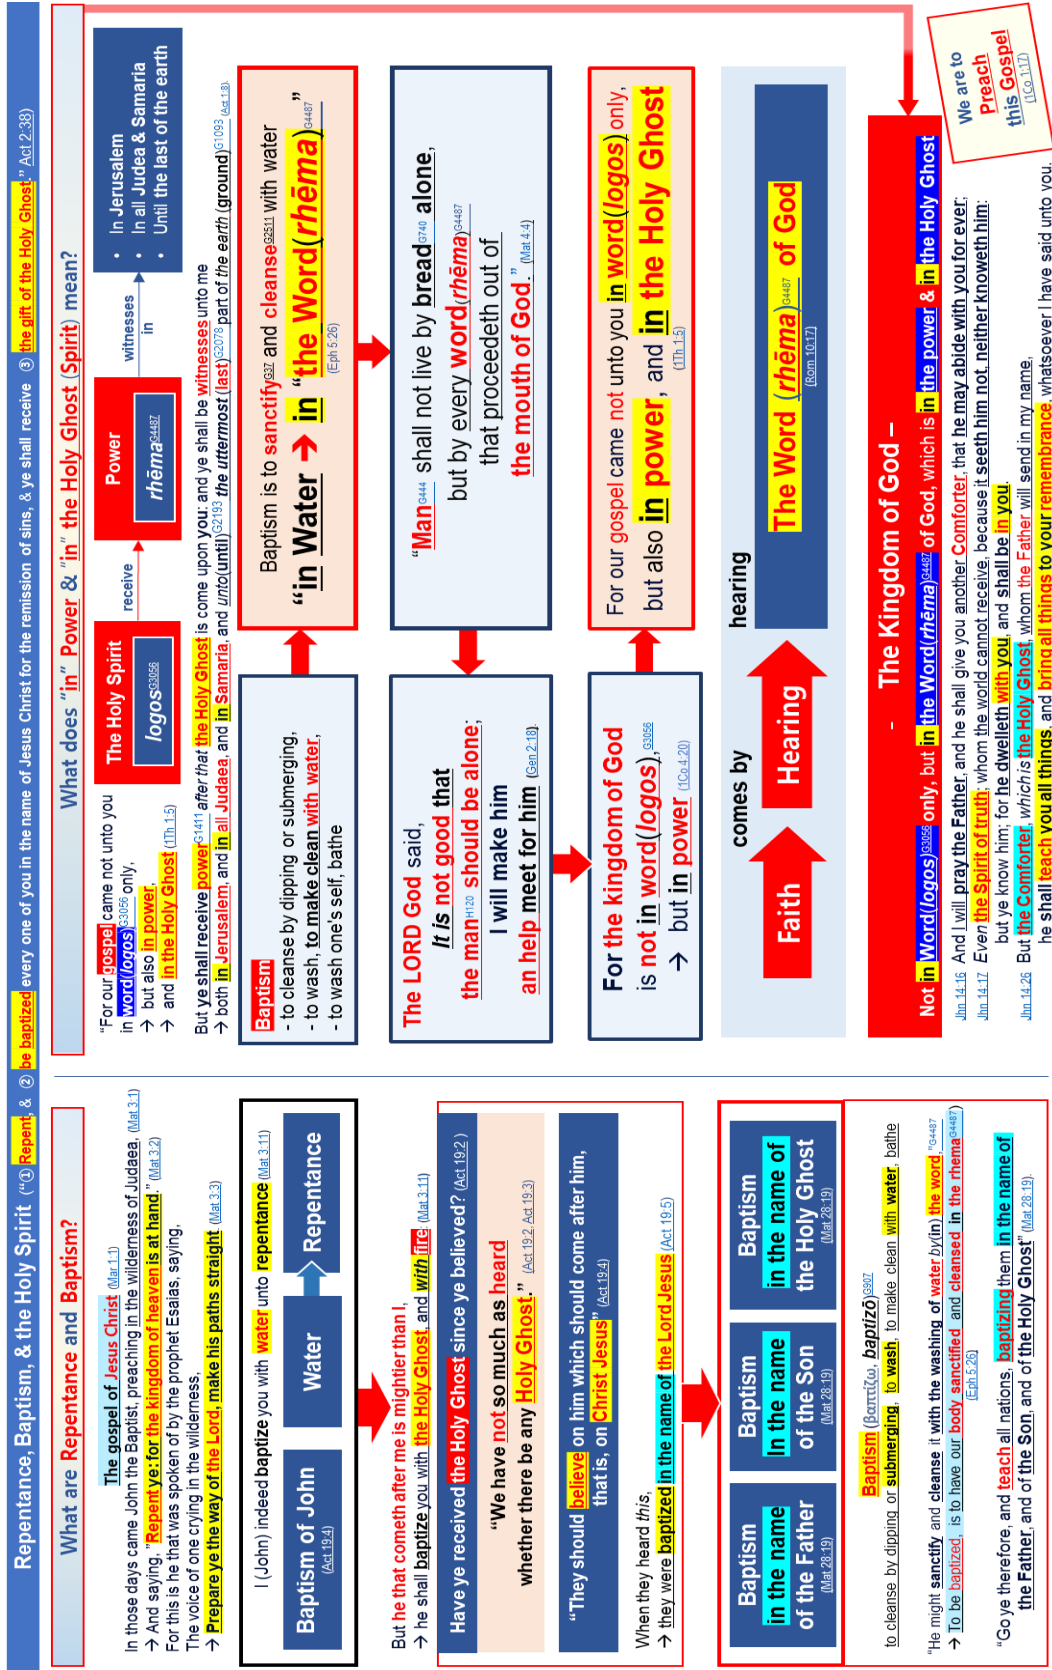 Repentance, Baptism, & the Holy Spirit (“① Repent, & ② be baptized every one of you in the name of Jesus Christ for the remission of sins, & ye shall receive ③ the gift of the Holy Ghost.” Act 2:38)
What are Repentance and Baptism?
The gospel of Jesus Christ (Mar 1:1)
In those days came John the Baptist, preaching in the wilderness of Judaea, (Mat 3:1)
→ And saying, ”Repent ye: for the kingdom of heaven is at hand.” (Mat 3:2)
For this is he that was spoken of by the prophet Esaias, saying,
The voice of one crying in the wilderness,
→ Prepare ye the way of the Lord, make his paths straight (Mat 3:3)
I (John) indeed baptize you with water unto repentance (Mat 3:11)
Baptism of John
(Act 19:4)
Water
Repentance
But he that cometh after me is mightier than I,
→ he shall baptize you with the Holy Ghost, and with fire: (Mat 3:11)
Have ye received the Holy Ghost since ye believed? (Act 19:2 )
“We have not so much as heard
whether there be any Holy Ghost.” (Act 19:2, Act 19:3)
“They should believe on him which should come after him,
that is, on Christ Jesus” (Act 19:4)
When they heard this,
→ they were baptized in the name of the Lord Jesus (Act 19:5)
Baptism
in the name
of the Father
(Mat 28:19)
Baptism
In the name
of the Son
(Mat 28:19)
Baptism
in the name of
the Holy Ghost
(Mat 28:19)
Baptism (βαπτίζω, baptizō)G907
to cleanse by dipping or submerging, to wash, to make clean with water, bathe
“He might sanctify and cleanse it with the washing of water by(in) the word,”G4487
→ To be baptized, is to have our body sanctified and cleansed in the rhemaG4487
(Eph 5:26)
“Go ye therefore, and teach all nations, baptizing them in the name of
the Father, and of the Son, and of the Holy Ghost” (Mat 28:19).
What does “in” Power & “in” the Holy Ghost (Spirit) mean?
“For our gospel came not unto you
in word(logos)G3056 only,
→ but also in power,
→ and in the Holy Ghost (1Th 1:5)
The Holy Spirit
logosG3056
receive
Power
rhēmaG4487
witnesses
in
• In Jerusalem
• In all Judea & Samaria
• Until the last of the earth
But ye shall receive powerG1411 after that the Holy Ghost is come upon you: and ye shall be witnesses unto me
→ both in Jerusalem, and in all Judaea, and in Samaria, and unto(until)G2193 the uttermost (last)G2078 part of the earth (ground)G1093 (Act 1:8).
Baptism
- to cleanse by dipping or submerging,
- to wash, to make clean with water,
- to wash one's self, bathe
Baptism is to sanctifyG37 and cleanseG2511 with water
“in Water → in “the Word(rhēma)G4487”
(Eph 5:26)
The LORD God said,
It is not good that
the manH120 should be alone;
I will make him
an help meet for him (Gen 2:18).
“ManG444 shall not live by breadG740 alone,
but by every word(rhēma)G4487
that proceedeth out of
the mouth of God.” (Mat 4:4)
For the kingdom of God
is not in word(logos),G3056
→ but in power (1Co 4:20)
For our gospel came not unto you in word(logos) only,
but also in power, and in the Holy Ghost
(1Th 1:5)
Faith
comes by
Hearing
hearing
The Word (rhēma)G4487 of God
(Rom 10:17)
- The Kingdom of God –
Not in Word(logos)G3056 only, but in the Word(rhēma)G4487 of God, which is in the power & in the Holy Ghost
We are to
Preach
this Gospel
(1Co 1:17)
Jhn 14:16 And I will pray the Father, and he shall give you another Comforter, that he may abide with you for ever;
Jhn 14:17 Even the Spirit of truth; whom the world cannot receive, because it seeth him not, neither knoweth him:
but ye know him; for he dwelleth with you, and shall be in you.
Jhn 14:26 But the Comforter, which is the Holy Ghost, whom the Father will send in my name,
he shall teach you all things, and bring all things to your remembrance, whatsoever I have said unto you.